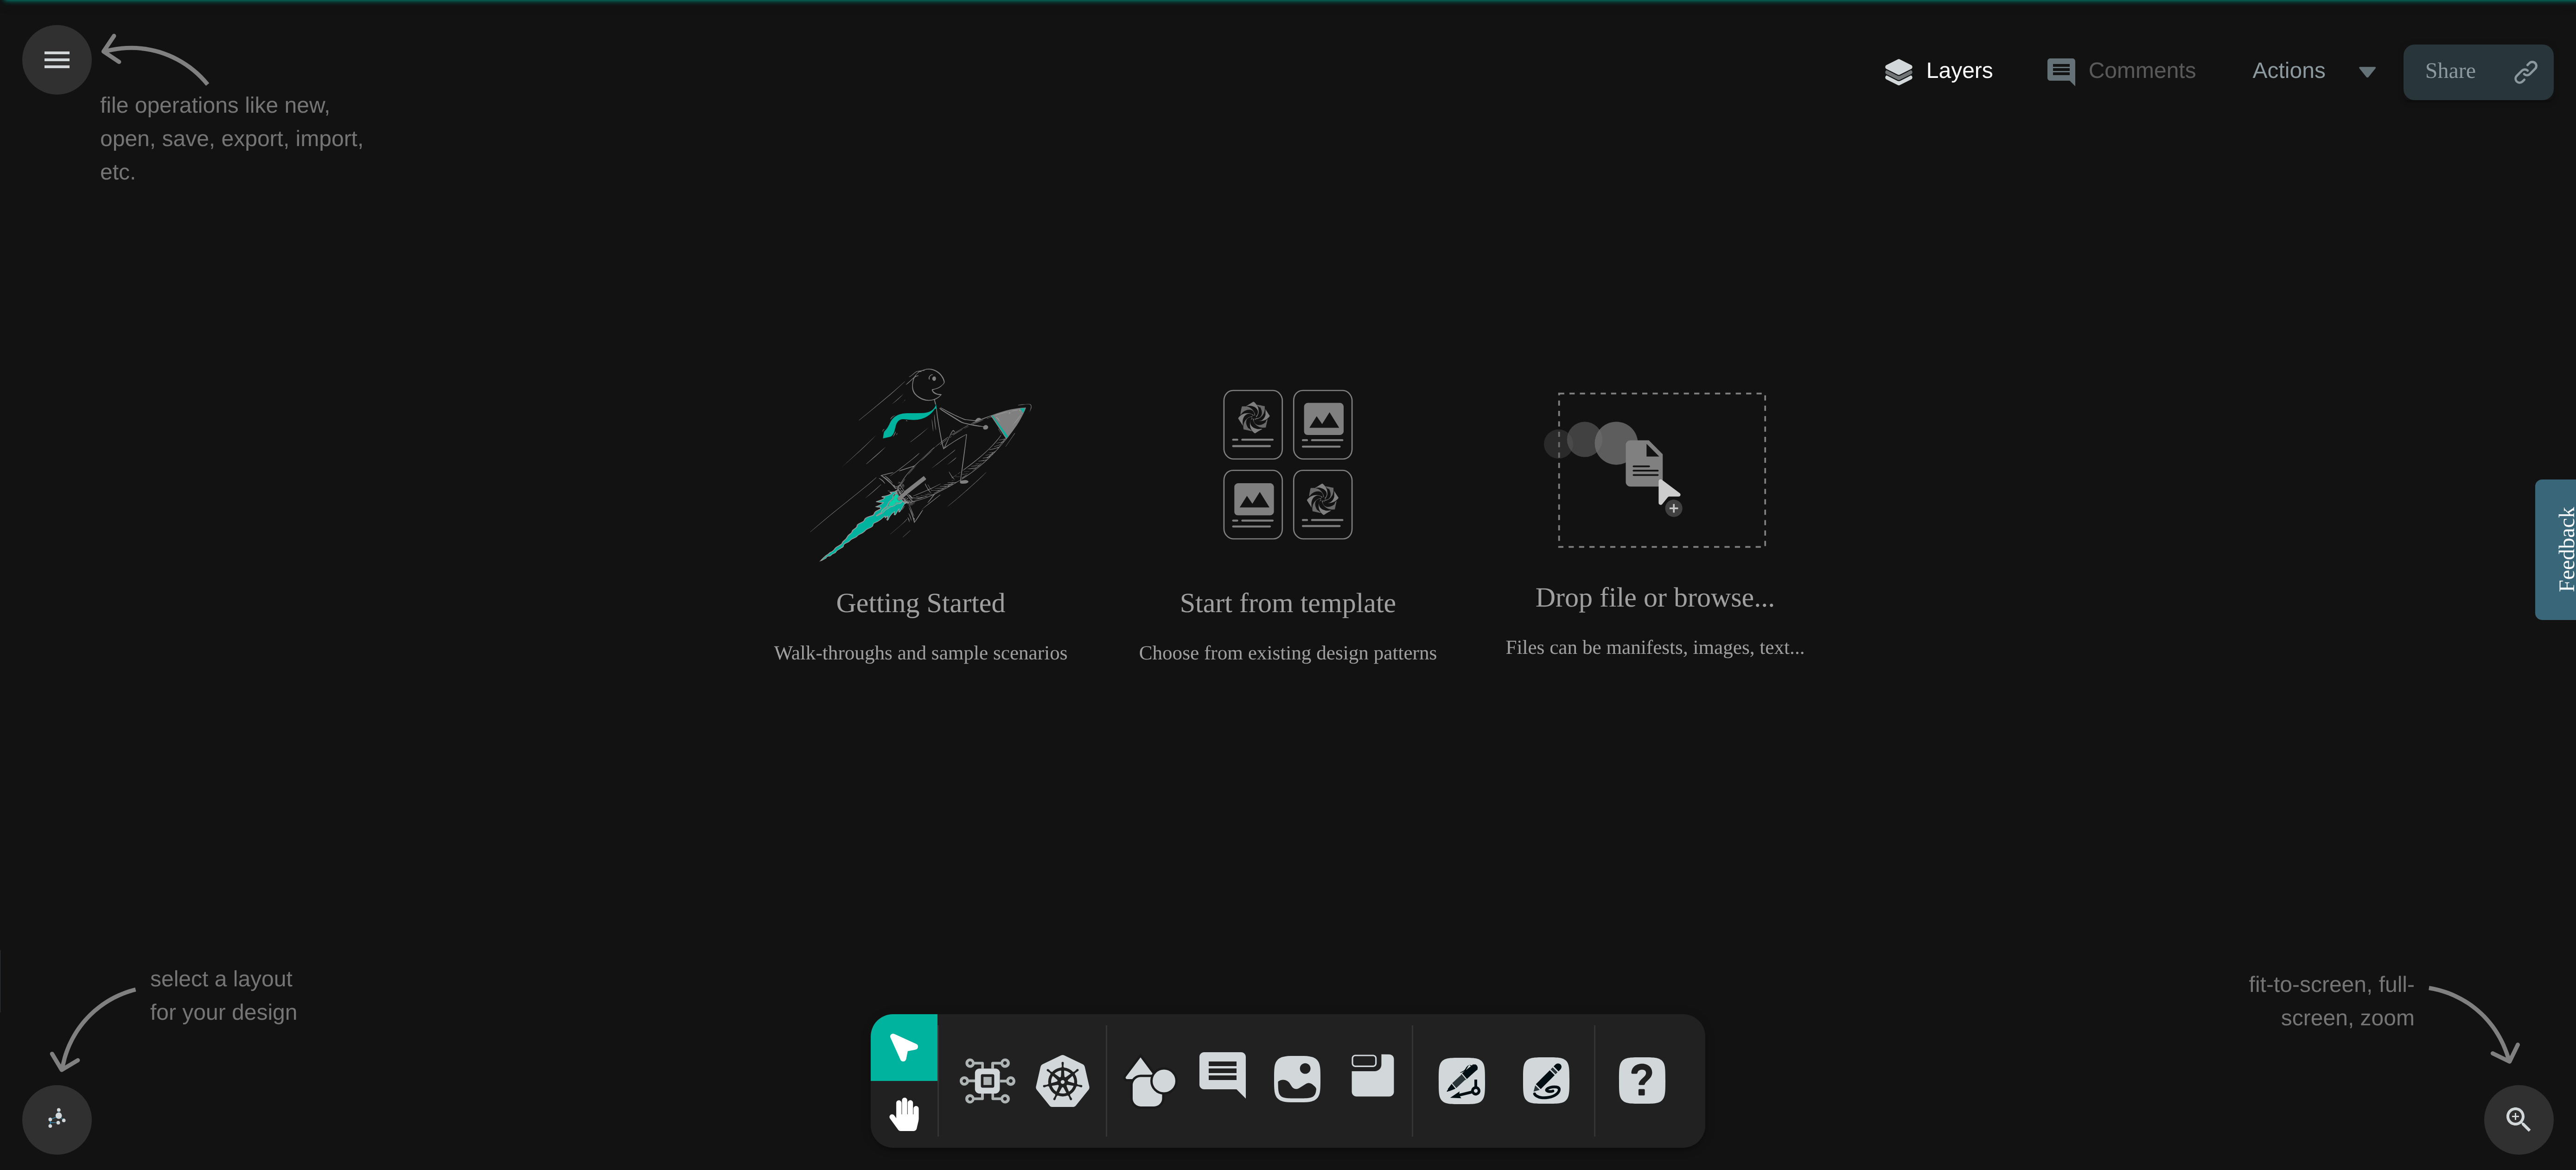 file operations like new,
open, save, export, import,
etc.
Layers
Comments
Actions
Share
Getting Started
Walk-throughs and sample scenarios
Start from template
Choose from existing design patterns
Drop file or browse...
Files can be manifests, images, text...
Feedback
select a layout
for your design
fit-to-screen, full-
screen, zoom